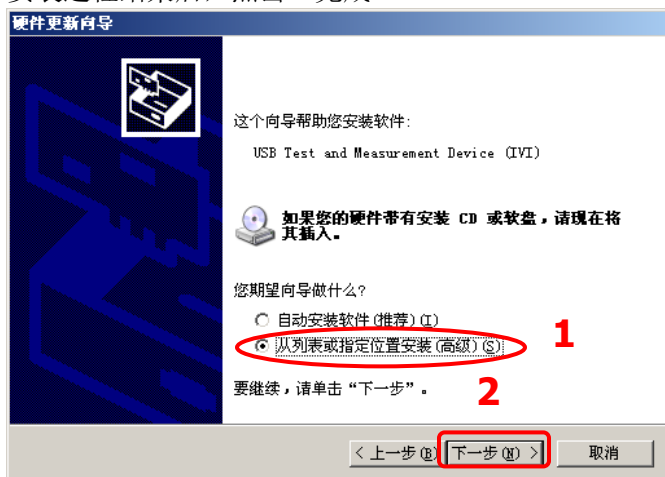 硬件更新向导
这个向导帮助您安装软件:
USB Test and Measurement Device (IVI)
如果您的硬件带有安装 CD 或软盘,请现在将
其插入。
您期望向导做什么?
自动安装软件(推荐)(I)
从列表或指定位置安装(高级)(S)
1
要继续,请单击“下一步”。
2
< 上一步(B)
下一步(N) >
取消